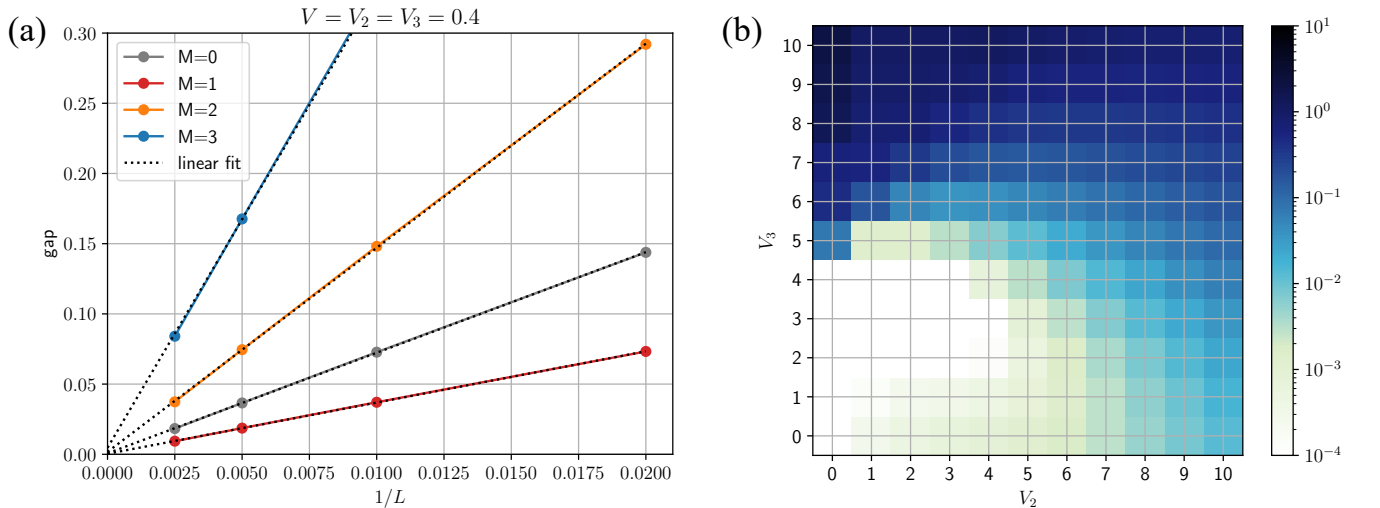 (a)
V = V₂ = V₃ = 0.4
0.30
0.25
0.20
0.15
0.10
0.05
0.00
gap
M=0
M=1
M=2
M=3
linear fit
0.0000 0.0025 0.0050 0.0075 0.0100 0.0125 0.0150 0.0175 0.0200
1/L
(b)
10
9
8
7
6
5
4
3
2
1
0
V₃
0 1 2 3 4 5 6 7 8 9 10
V₂
10¹
10⁰
10⁻¹
10⁻²
10⁻³
10⁻⁴